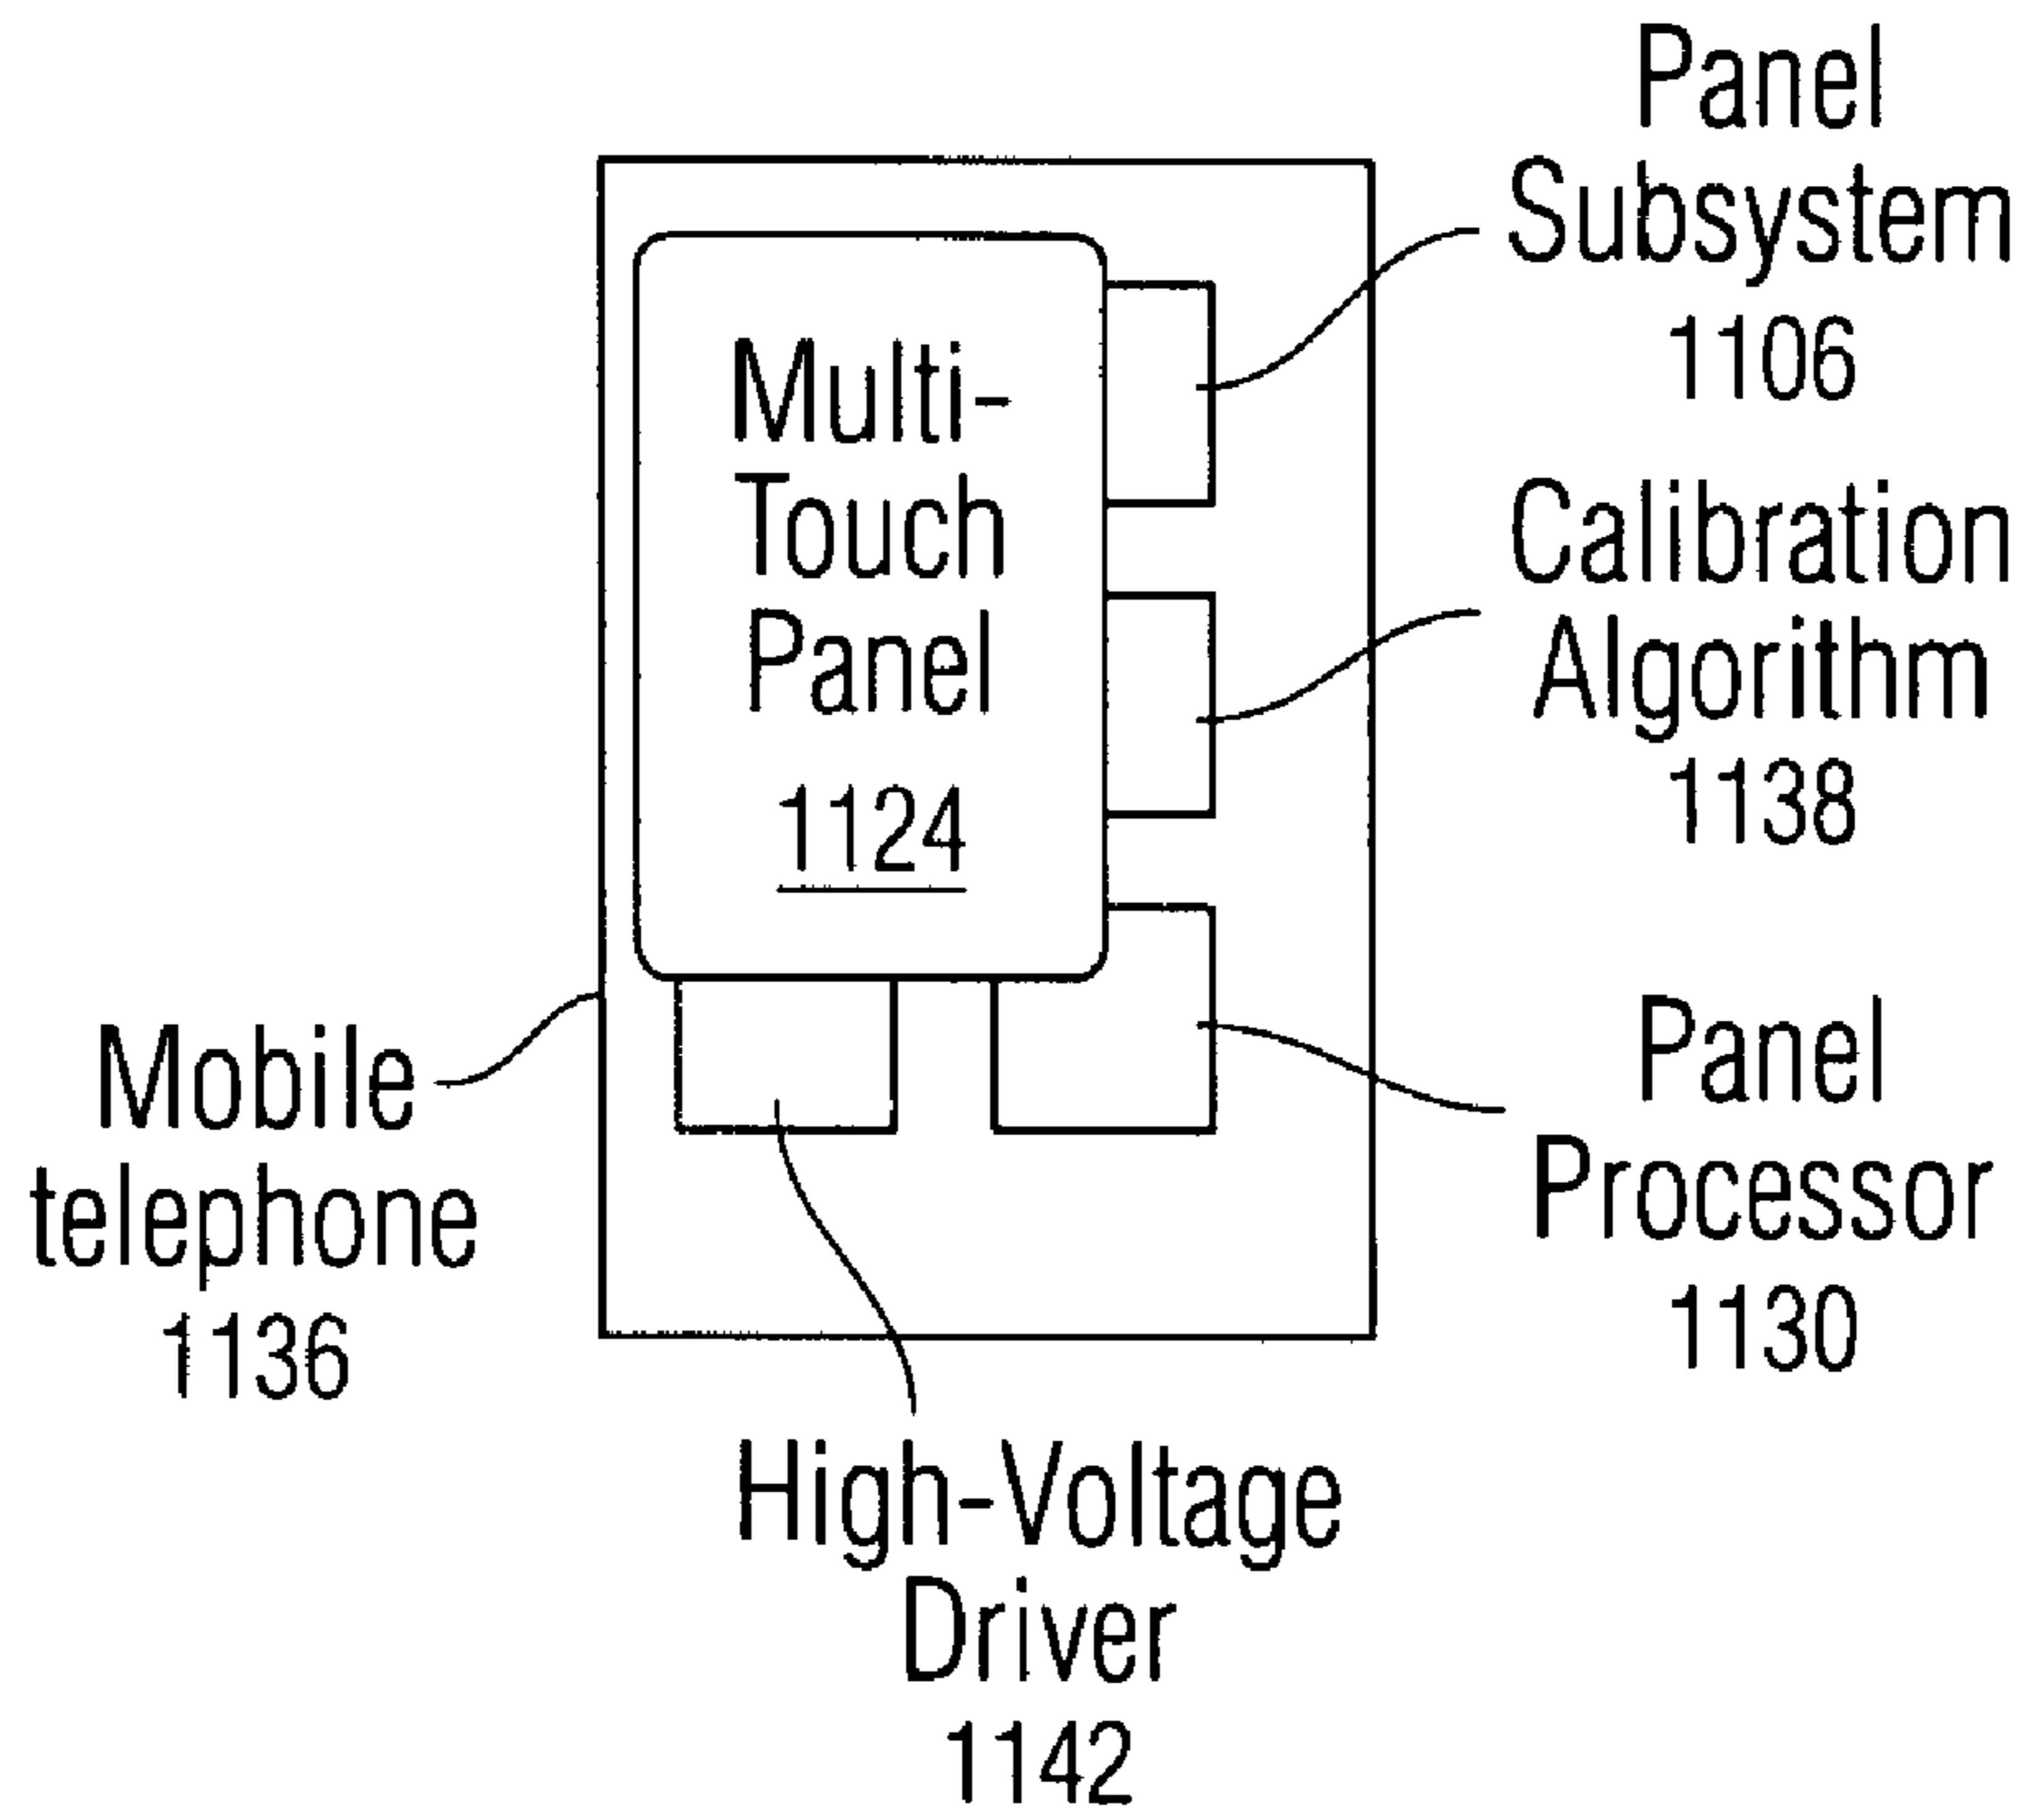 Panel
Subsystem
1106
Multi-
Touch
Panel
1124
Calibration
Algorithm
1138
Mobile
telephone
1136
Panel
Processor
1130
High-Voltage
Driver
1142